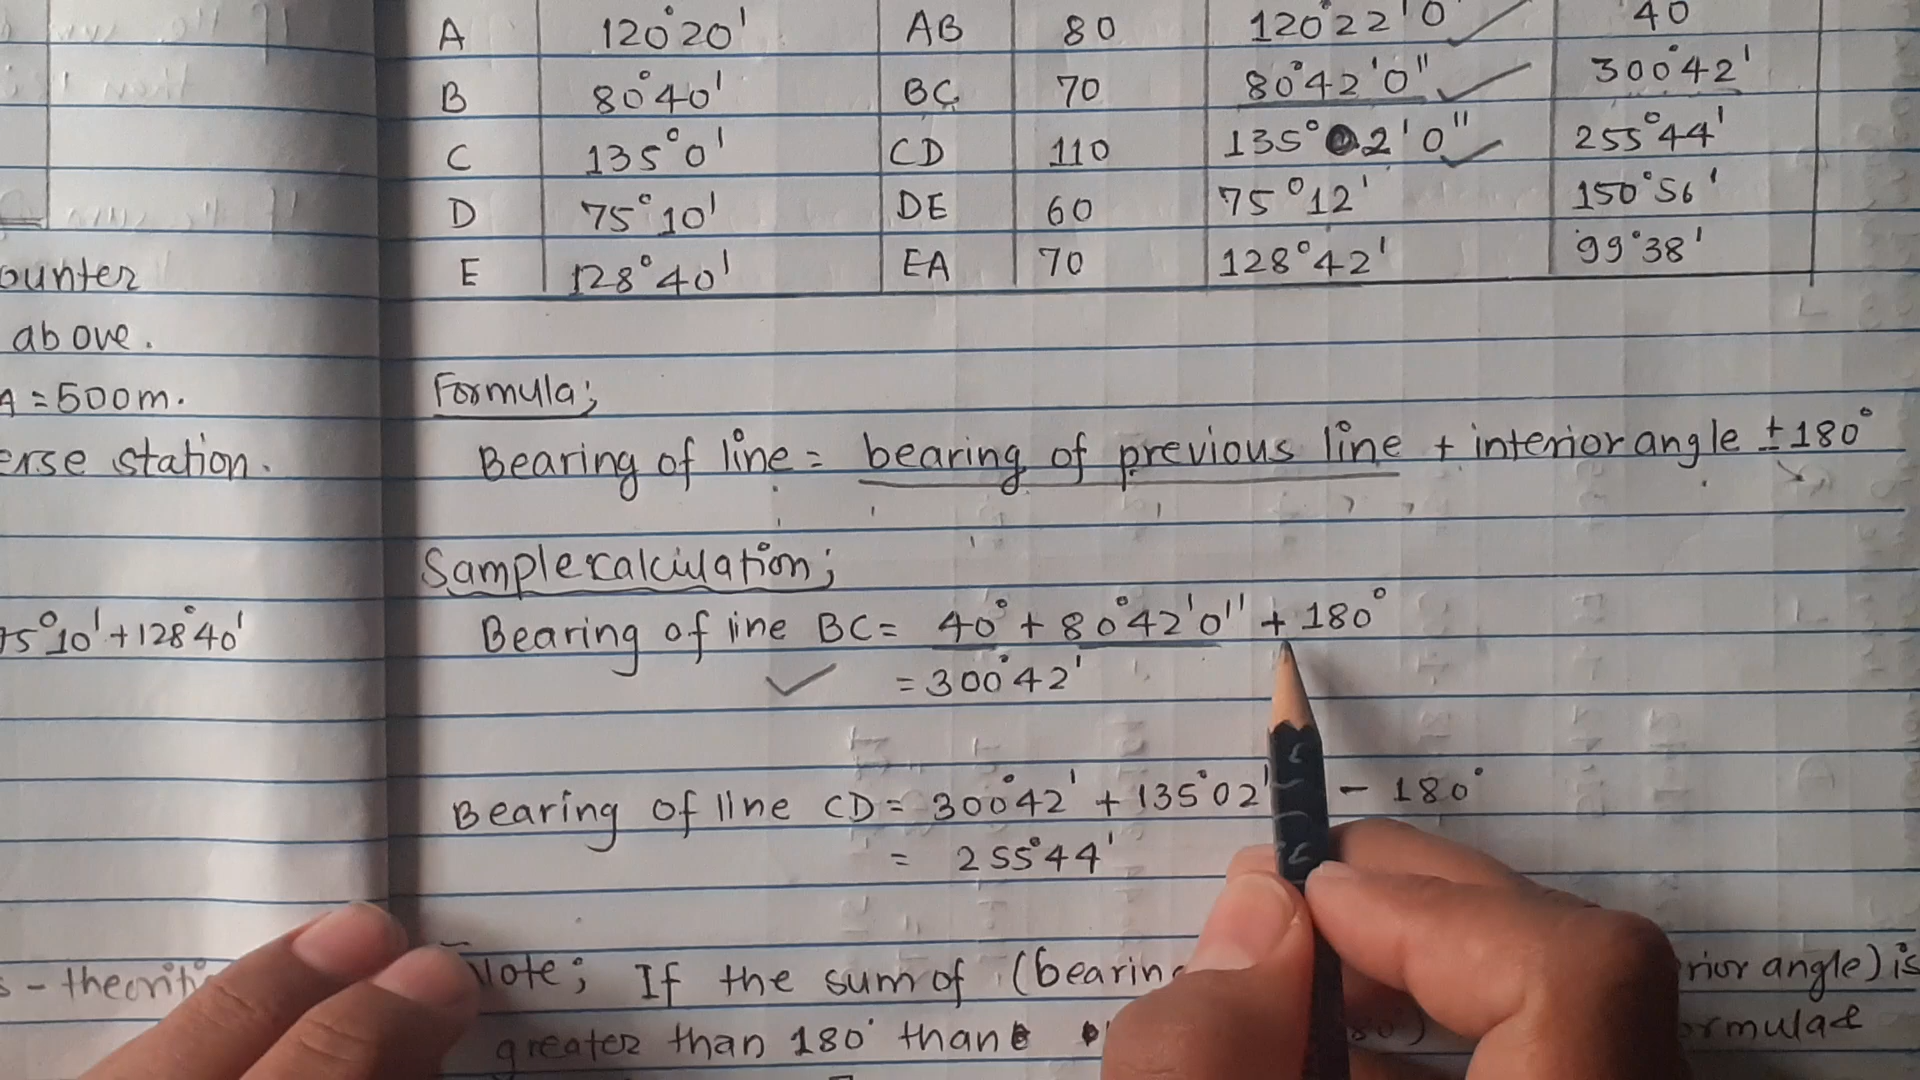 A 120°20' AB 80 120°22'0 40
B 80°40' BC 70 80°42'0" 300°42'
C 135°0' CD 110 135°02'0" 255°44'
D 75°10' DE 60 75°12' 150°56'
E 128°40' EA 70 128°42' 99°38'
ounter
above.
A = 500m.
erse station.
75°10' + 128°40'
Formula;
Bearing of line = bearing of previous line + interior angle ± 180°
Sample calculation;
Bearing of line BC = 40° + 80°42'0" + 180°
= 300°42'
Bearing of line CD = 300°42' + 135°02' - 180°
= 255°44'
Note; If the sum of (bearing rior angle) is
greater than 180° than